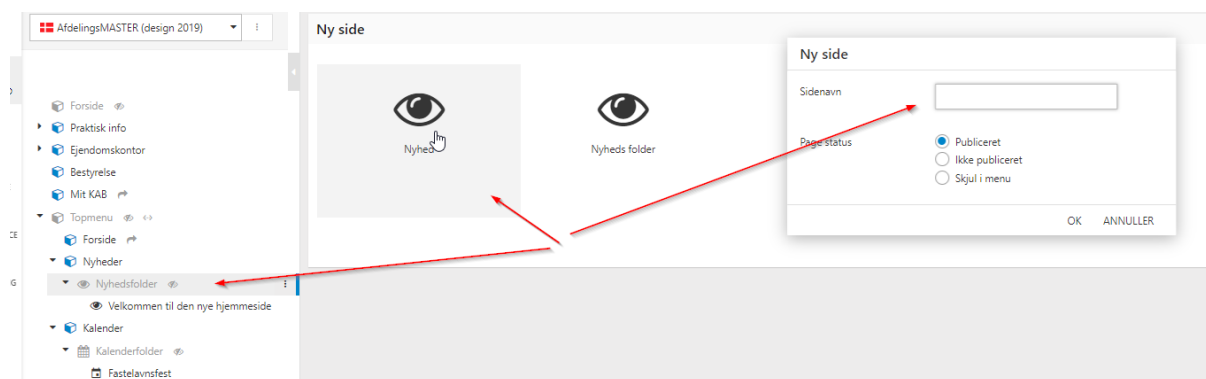 AfdelingsMASTER (design 2019)
Forside
Praktisk info
Ejendomskontor
Bestyrelse
Mit KAB
Topmenu
Forside
Nyheder
Nyhedsfolder
Velkommen til den nye hjemmeside
Kalender
Kalenderfolder
Fastelavnsfest
CE
G
Ny side
Nyhed
Nyheds folder
Ny side
Sidenavn
Page status
Publiceret
Ikke publiceret
Skjul i menu
OK ANNULLER